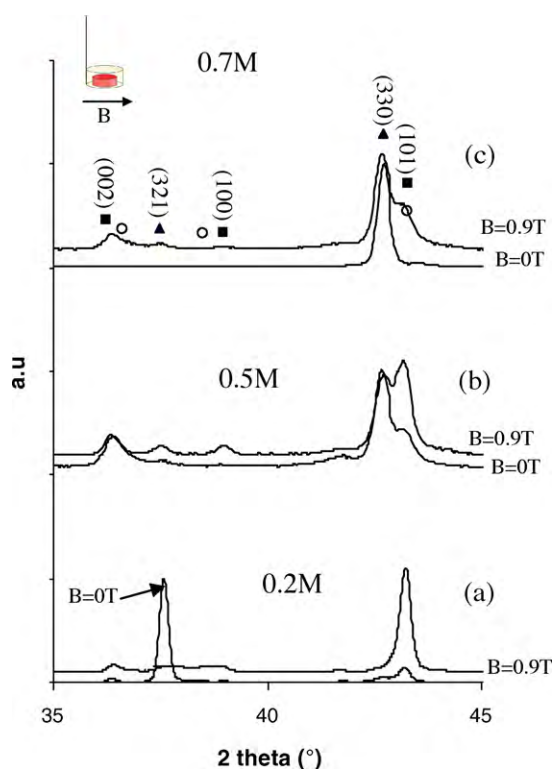 0.7M
B
(002)
(321)
(100)
(330)
(101)
(c)
B=0.9T
B=0T
0.5M
(b)
B=0.9T
B=0T
a.u
B=0T
0.2M
(a)
B=0.9T
35 40 45
2 theta (°)